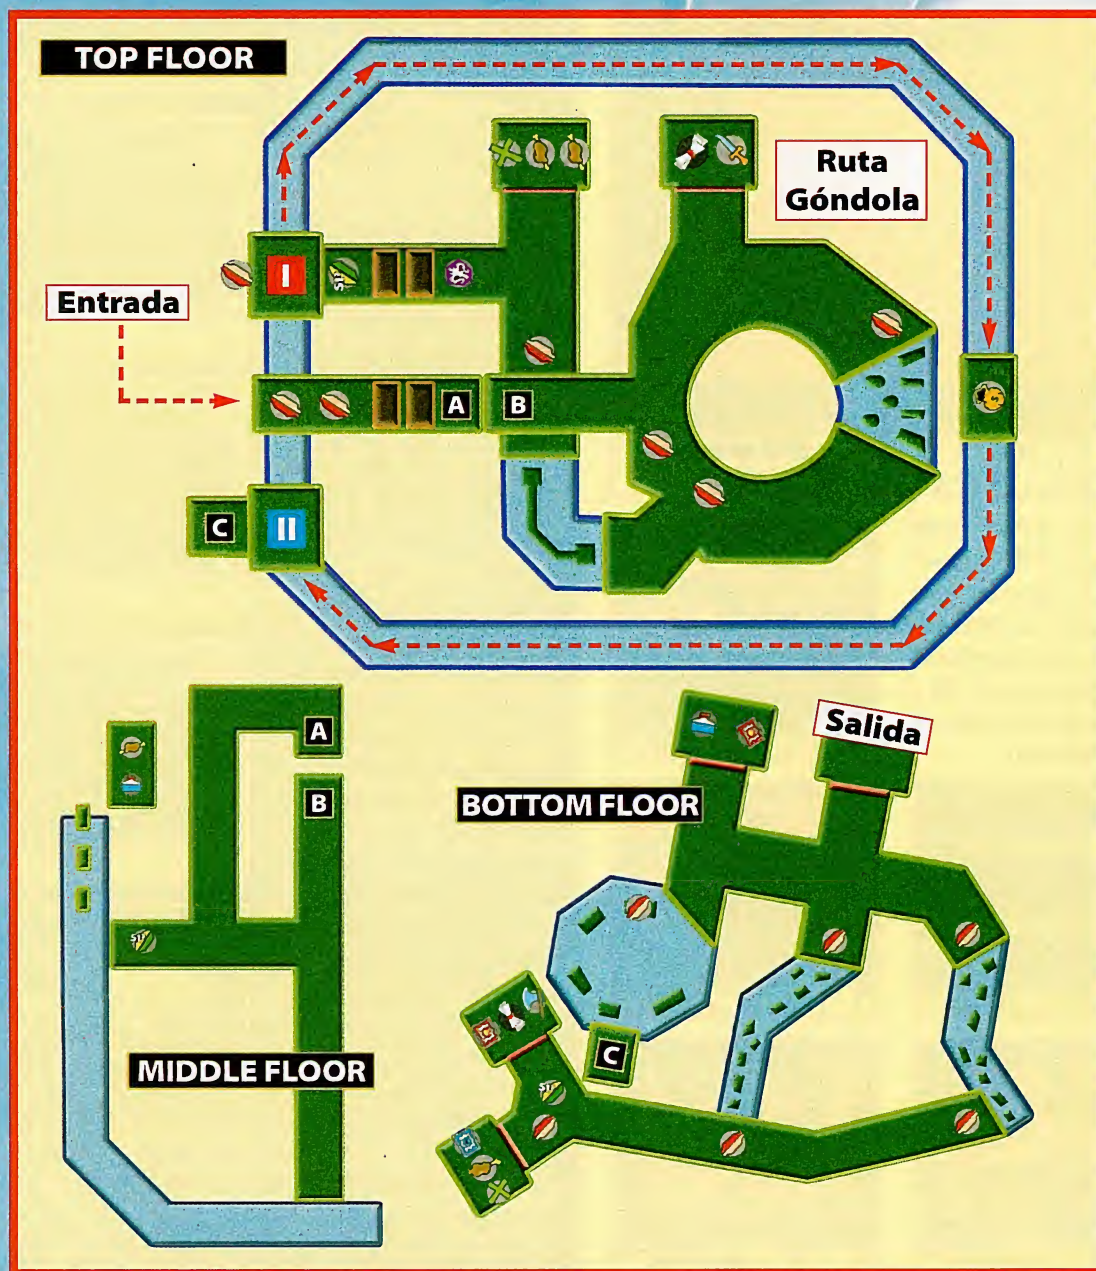 TOP FLOOR
Ruta
Góndola
I
Entrada
A
B
C
II
A
Salida
B
BOTTOM FLOOR
C
MIDDLE FLOOR